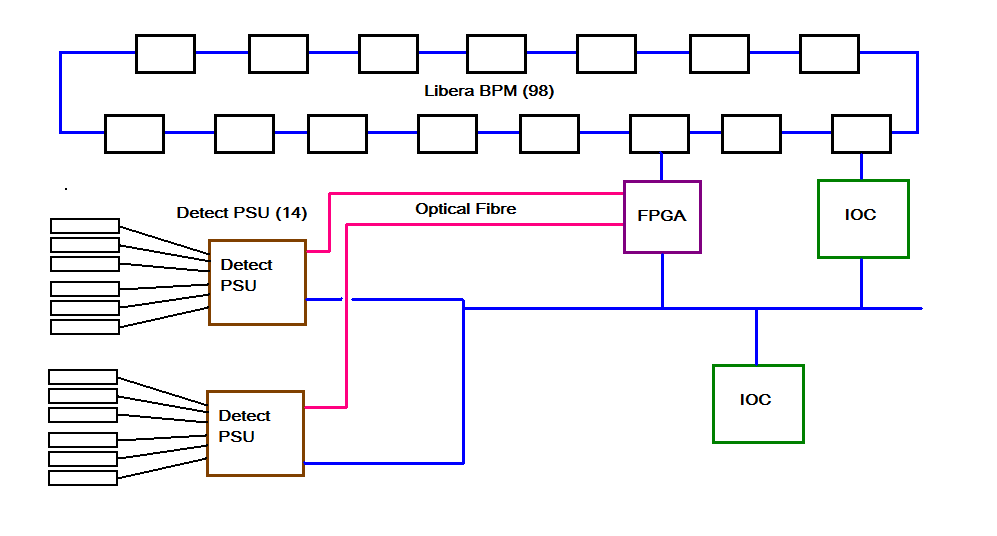 Libera BPM (98)
Detect PSU (14)
Optical Fibre
FPGA
IOC
Detect
PSU
IOC
Detect
PSU